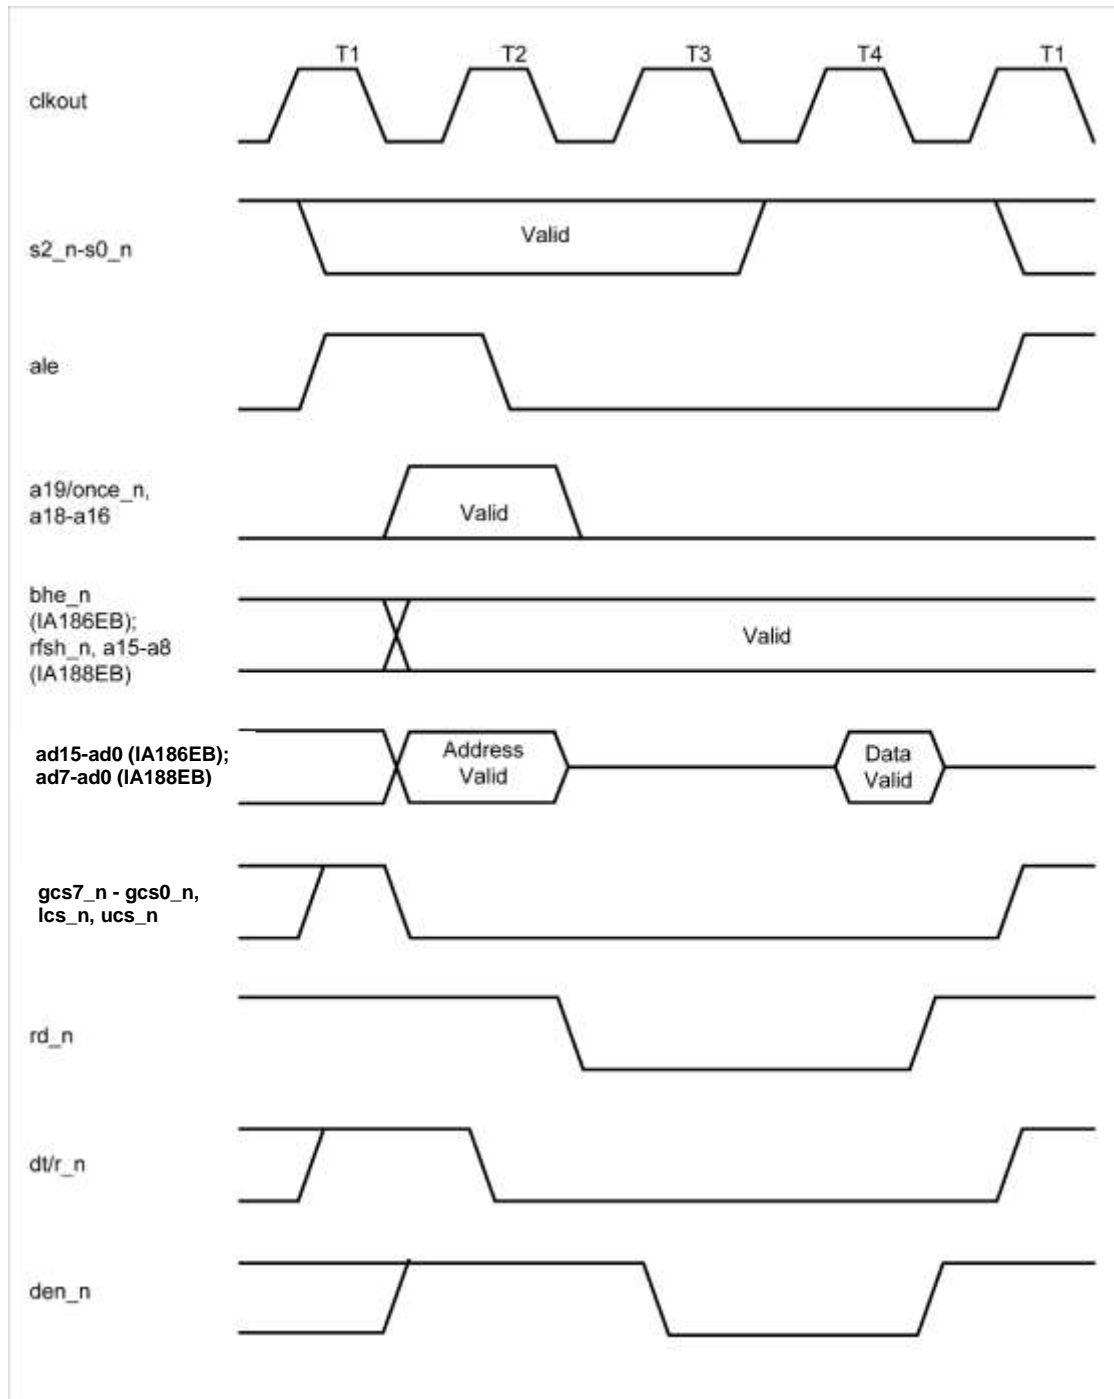 T1 T2 T3 T4 T1
clkout
s2_n-s0_n
Valid
ale
a19/once_n,
a18-a16
Valid
bhe_n
(IA186EB);
rfsh_n, a15-a8
(IA188EB)
Valid
ad15-ad0 (IA186EB);
ad7-ad0 (IA188EB)
Address
Valid
Data
Valid
gcs7_n - gcs0_n,
lcs_n, ucs_n
rd_n
dt/r_n
den_n